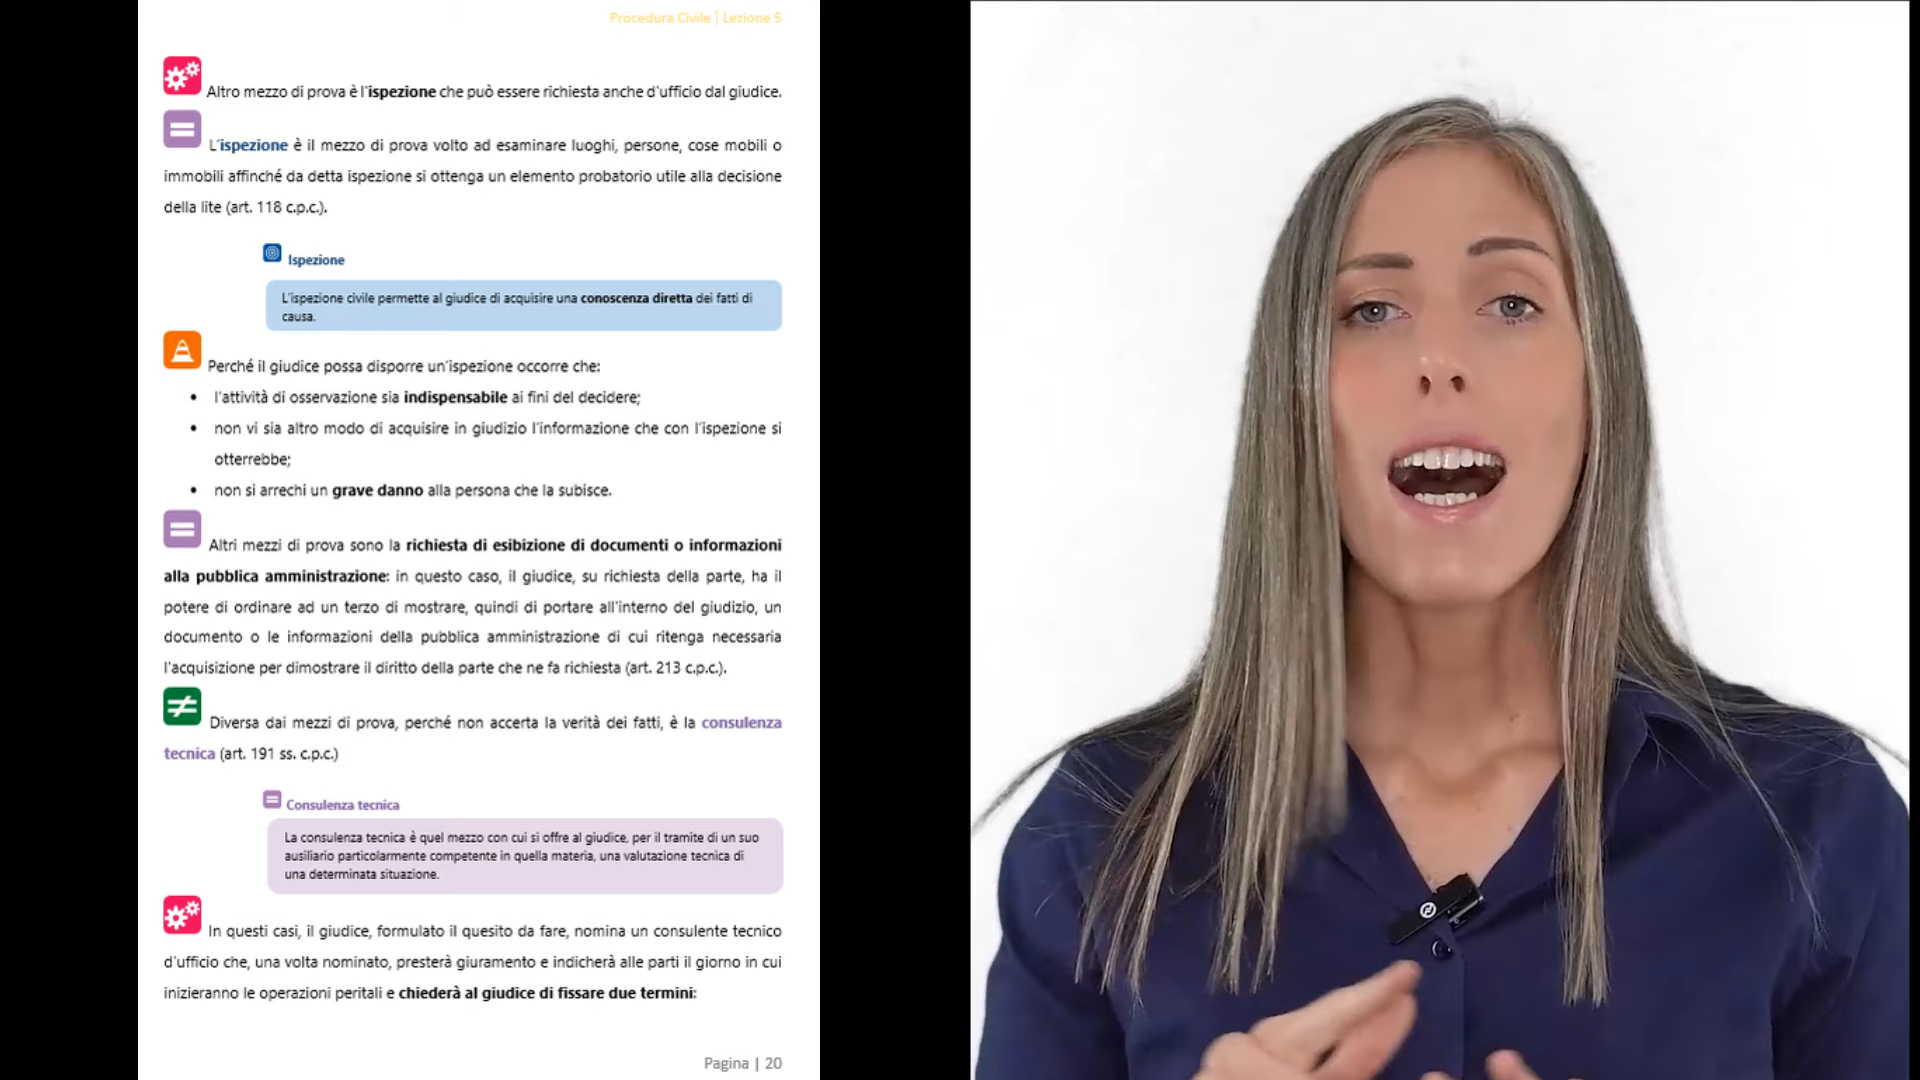 Procedura Civile | Lezione 5
Altro mezzo di prova è l'ispezione che può essere richiesta anche d'ufficio dal giudice.
L'ispezione è il mezzo di prova volto ad esaminare luoghi, persone, cose mobili o
immobili affinché da detta ispezione si ottenga un elemento probatorio utile alla decisione
della lite (art. 118 c.p.c.).
Ispezione
L'ispezione civile permette al giudice di acquisire una conoscenza diretta dei fatti di
causa.
Perché il giudice possa disporre un'ispezione occorre che:
• l'attività di osservazione sia indispensabile ai fini del decidere;
• non vi sia altro modo di acquisire in giudizio l'informazione che con l'ispezione si
otterrebbe;
• non si arrechi un grave danno alla persona che la subisce.
Altri mezzi di prova sono la richiesta di esibizione di documenti o informazioni
alla pubblica amministrazione: in questo caso, il giudice, su richiesta della parte, ha il
potere di ordinare ad un terzo di mostrare, quindi di portare all'interno del giudizio, un
documento o le informazioni della pubblica amministrazione di cui ritenga necessaria
l'acquisizione per dimostrare il diritto della parte che ne fa richiesta (art. 213 c.p.c.).
Diversa dai mezzi di prova, perché non accerta la verità dei fatti, è la consulenza
tecnica (art. 191 ss. c.p.c.)
Consulenza tecnica
La consulenza tecnica è quel mezzo con cui si offre al giudice, per il tramite di un suo
ausiliario particolarmente competente in quella materia, una valutazione tecnica di
una determinata situazione.
In questi casi, il giudice, formulato il quesito da fare, nomina un consulente tecnico
d'ufficio che, una volta nominato, presterà giuramento e indicherà alle parti il giorno in cui
inizieranno le operazioni peritali e chiederà al giudice di fissare due termini:
Pagina | 20